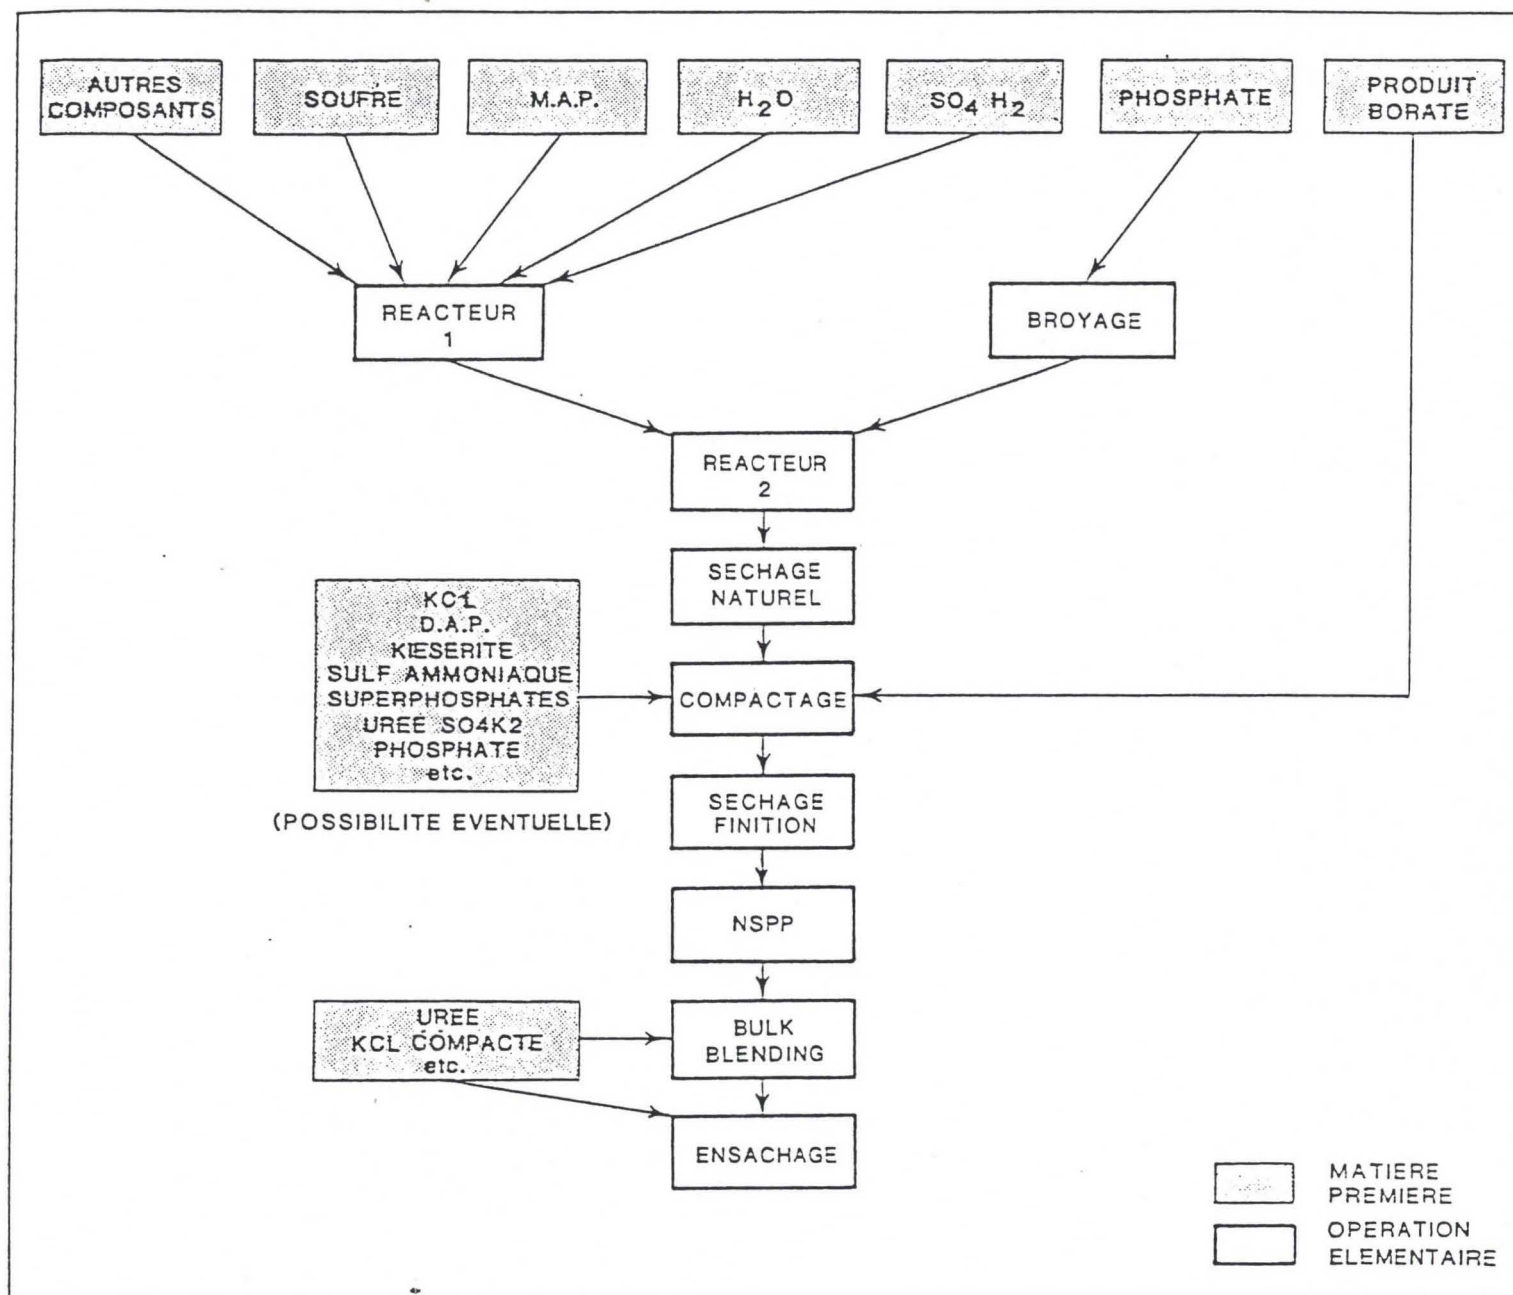 AUTRES
COMPOSANTS
SOUFRE
M.A.P.
H₂O
SO₄ H₂
PHOSPHATE
PRODUIT
BORATE
REACTEUR
1
BROYAGE
REACTEUR
2
SECHAGE
NATUREL
KCL
D.A.P.
KIESERITE
SULF AMMONIAQUE
SUPERPHOSPHATES
UREE SO4K2
PHOSPHATE
etc.
(POSSIBILITE EVENTUELLE)
COMPACTAGE
SECHAGE
FINITION
NSPP
UREE
KCL COMPACTE
etc.
BULK
BLENDING
ENSACHAGE
MATIERE
PREMIERE
OPERATION
ELEMENTAIRE